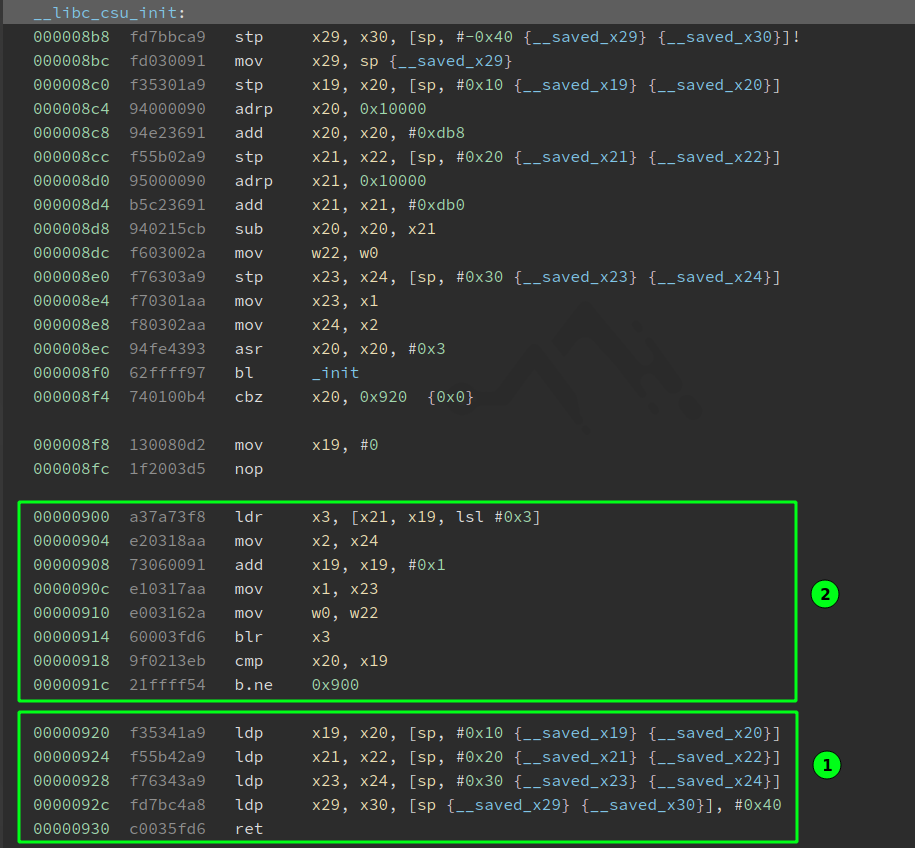 __libc_csu_init:
000008b8 fd7bbca9 stp x29, x30, [sp, #-0x40 {__saved_x29} {__saved_x30}]!
000008bc fd030091 mov x29, sp {__saved_x29}
000008c0 f35301a9 stp x19, x20, [sp, #0x10 {__saved_x19} {__saved_x20}]
000008c4 94000090 adrp x20, 0x10000
000008c8 94e23691 add x20, x20, #0xdb8
000008cc f55b02a9 stp x21, x22, [sp, #0x20 {__saved_x21} {__saved_x22}]
000008d0 95000090 adrp x21, 0x10000
000008d4 b5c23691 add x21, x21, #0xdb0
000008d8 940215cb sub x20, x20, x21
000008dc f603002a mov w22, w0
000008e0 f76303a9 stp x23, x24, [sp, #0x30 {__saved_x23} {__saved_x24}]
000008e4 f70301aa mov x23, x1
000008e8 f80302aa mov x24, x2
000008ec 94fe4393 asr x20, x20, #0x3
000008f0 62ffff97 bl _init
000008f4 740100b4 cbz x20, 0x920 {0x0}
000008f8 130080d2 mov x19, #0
000008fc 1f2003d5 nop
00000900 a37a73f8 ldr x3, [x21, x19, lsl #0x3]
00000904 e20318aa mov x2, x24
00000908 73060091 add x19, x19, #0x1
0000090c e10317aa mov x1, x23
00000910 e003162a mov w0, w22
00000914 60003fd6 blr x3
00000918 9f0213eb cmp x20, x19
0000091c 21ffff54 b.ne 0x900
2
00000920 f35341a9 ldp x19, x20, [sp, #0x10 {__saved_x19} {__saved_x20}]
00000924 f55b42a9 ldp x21, x22, [sp, #0x20 {__saved_x21} {__saved_x22}]
00000928 f76343a9 ldp x23, x24, [sp, #0x30 {__saved_x23} {__saved_x24}]
0000092c fd7bc4a8 ldp x29, x30, [sp {__saved_x29} {__saved_x30}], #0x40
00000930 c0035fd6 ret
1